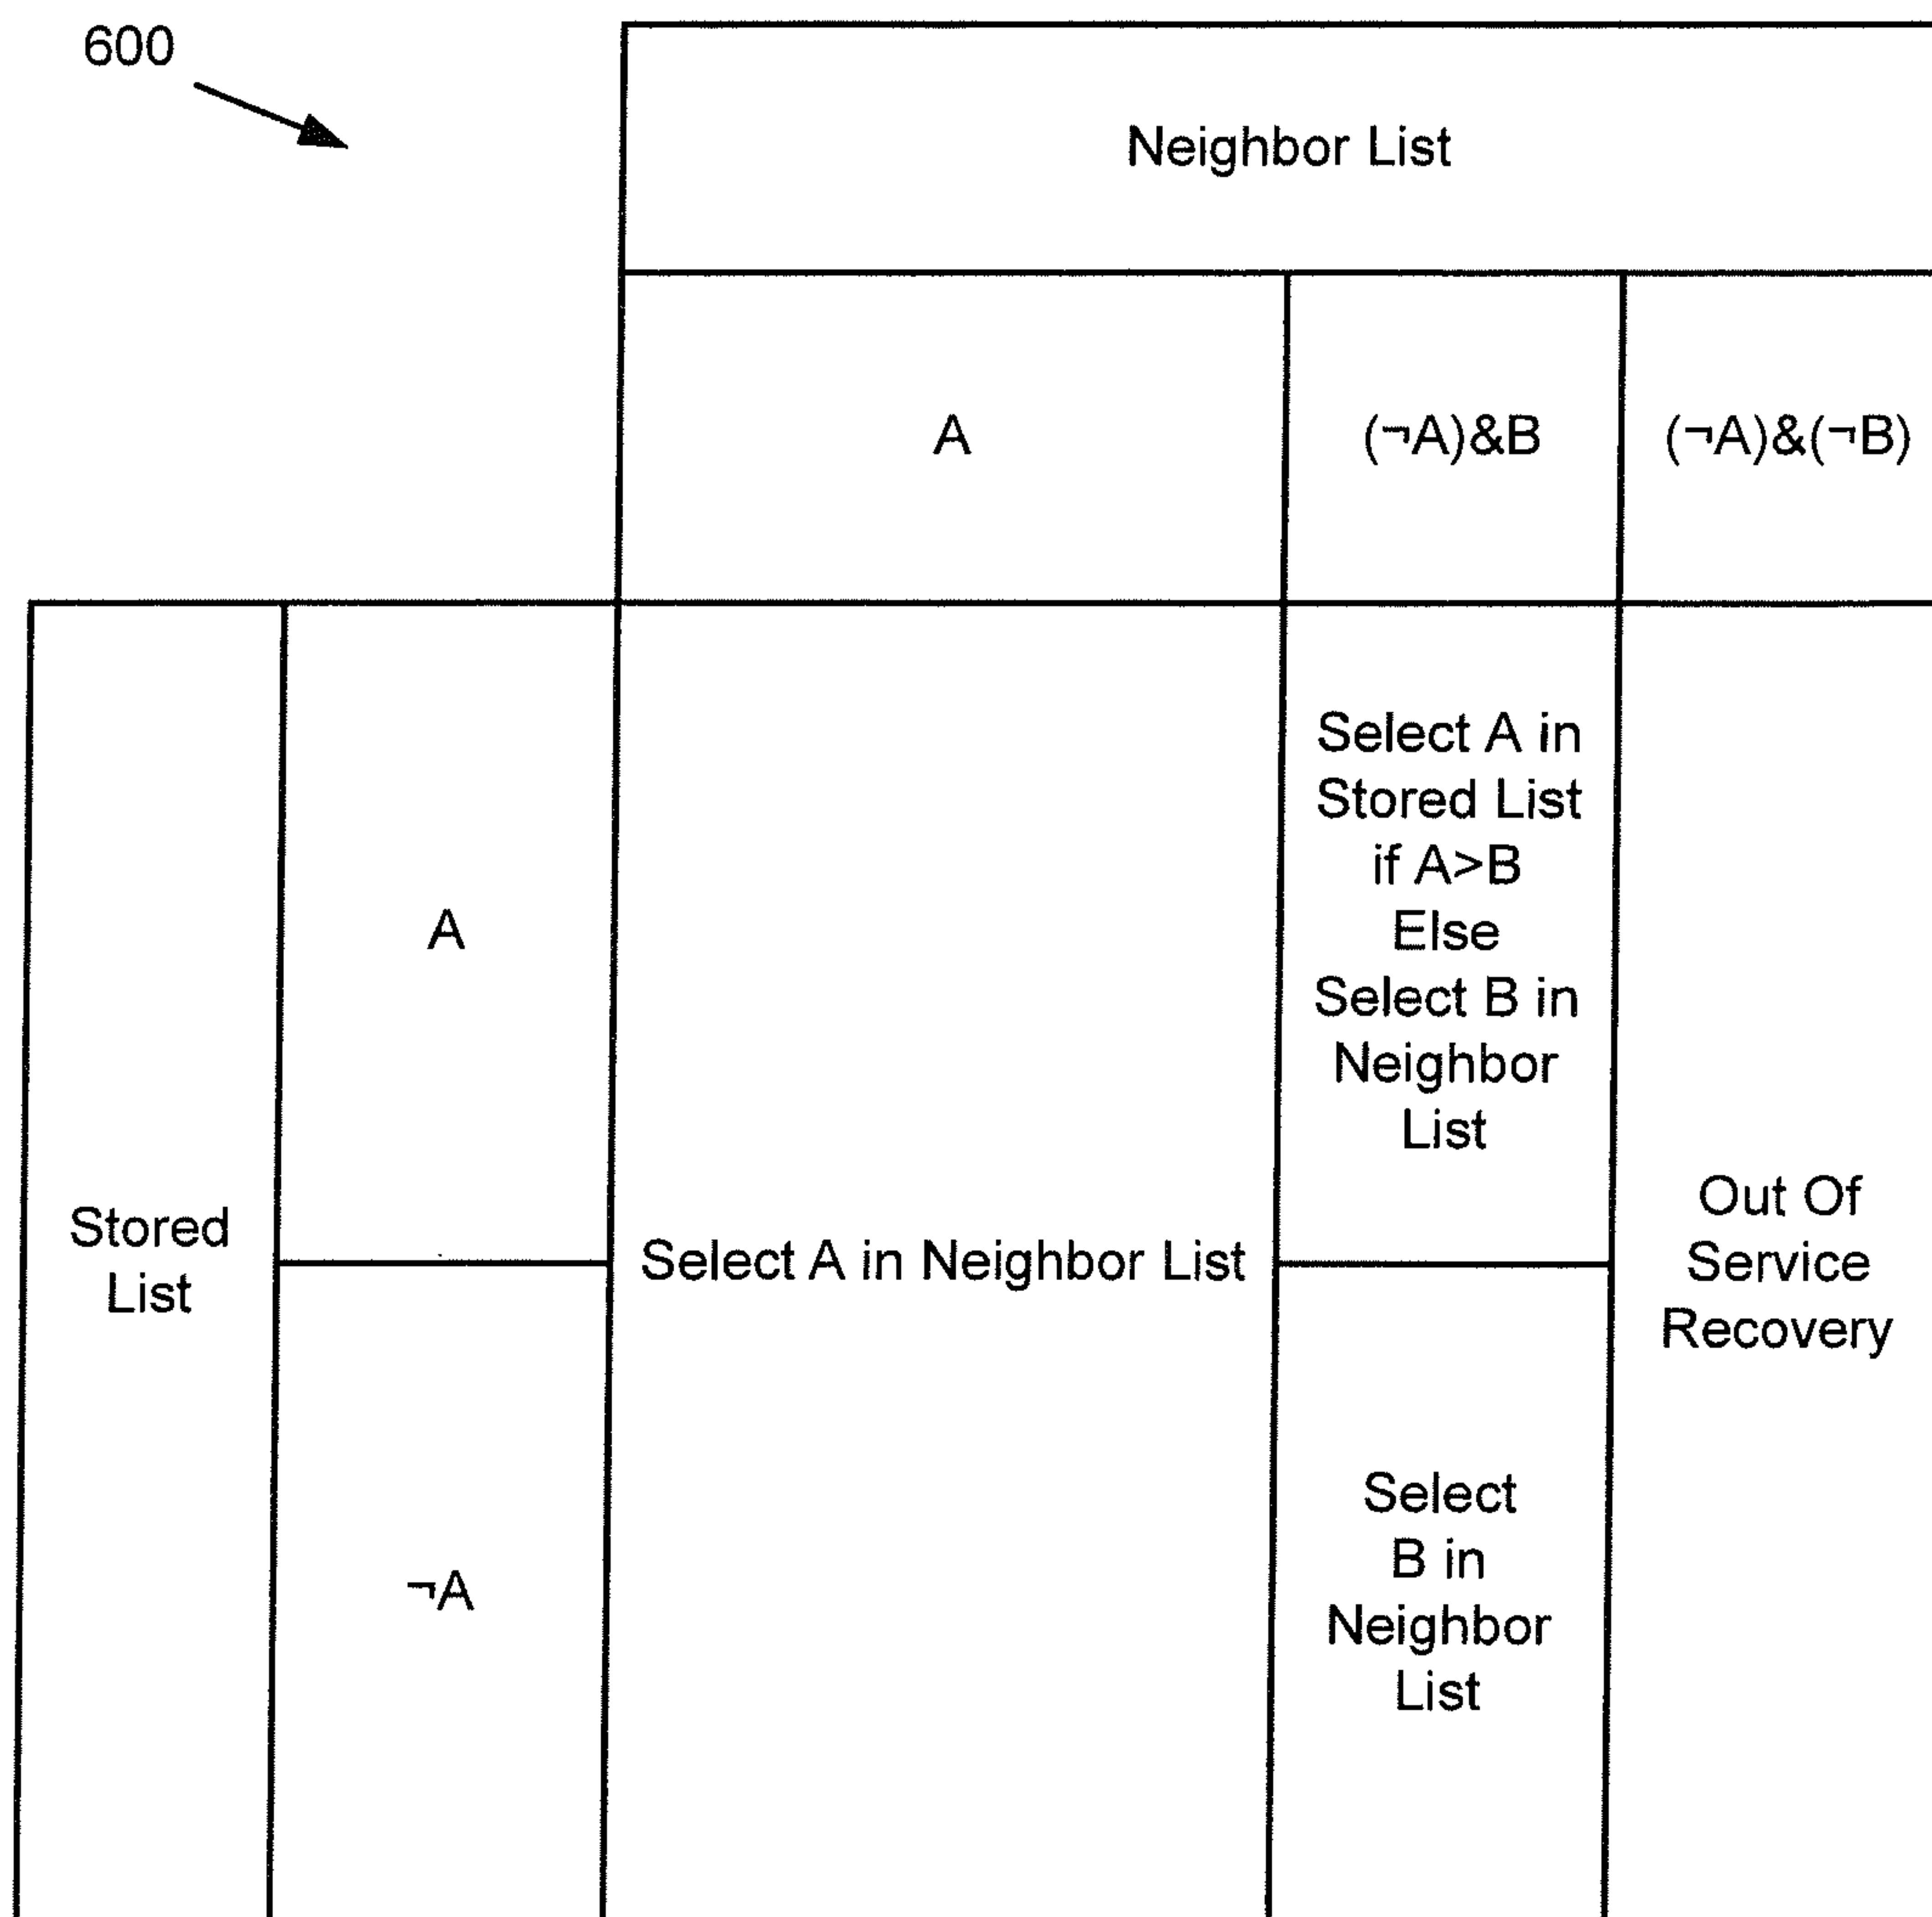 600
Neighbor List
A
(¬A)&B
(¬A)&(¬B)
Stored
List
A
Select A in Neighbor List
Select A in
Stored List
if A>B
Else
Select B in
Neighbor
List
Out Of
Service
Recovery
¬A
Select
B in
Neighbor
List